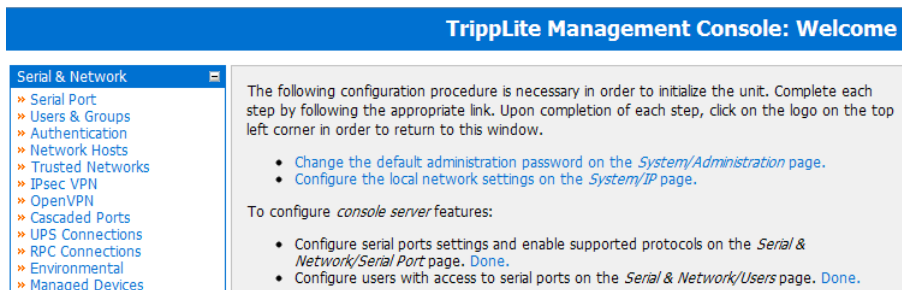 TrippLite Management Console: Welcome
Serial & Network
» Serial Port
» Users & Groups
» Authentication
» Network Hosts
» Trusted Networks
» IPsec VPN
» OpenVPN
» Cascaded Ports
» UPS Connections
» RPC Connections
» Environmental
» Managed Devices
The following configuration procedure is necessary in order to initialize the unit. Complete each
step by following the appropriate link. Upon completion of each step, click on the logo on the top
left corner in order to return to this window.
• Change the default administration password on the System/Administration page.
• Configure the local network settings on the System/IP page.
To configure console server features:
• Configure serial ports settings and enable supported protocols on the Serial &
Network/Serial Port page. Done.
• Configure users with access to serial ports on the Serial & Network/Users page. Done.